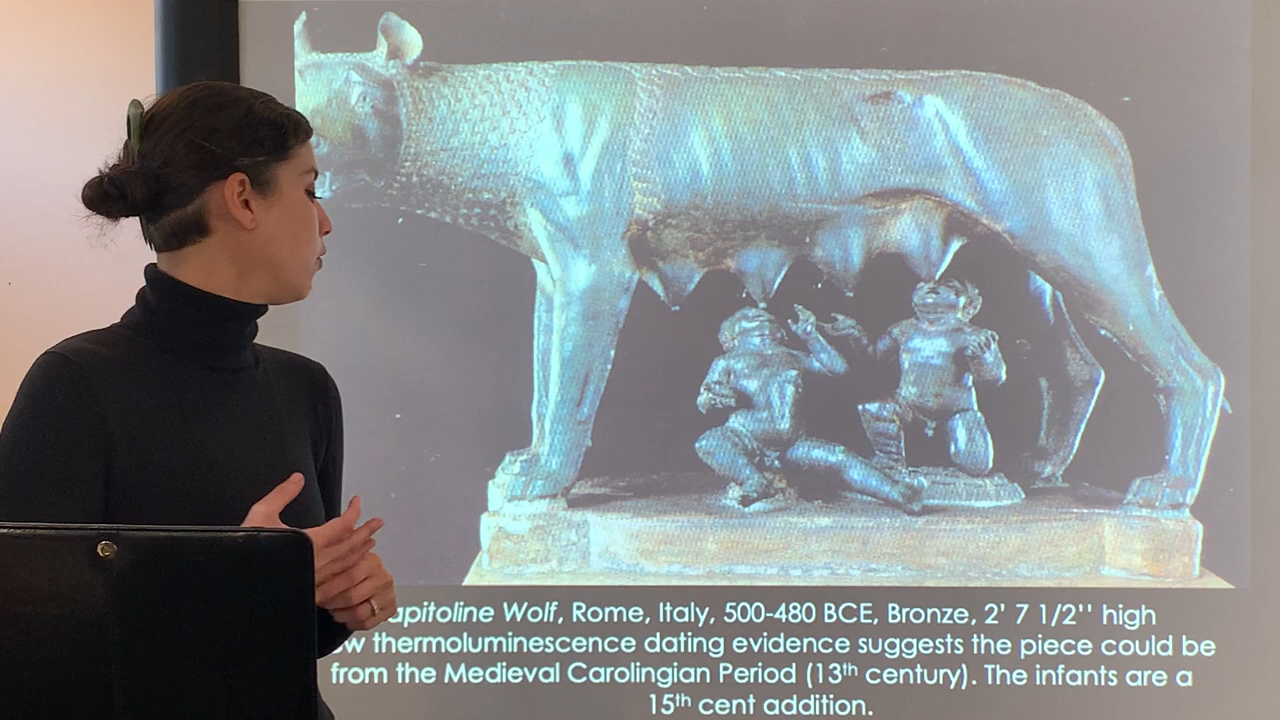 apitoline Wolf, Rome, Italy, 500-480 BCE, Bronze, 2' 7 1/2'' high
w thermoluminescence dating evidence suggests the piece could be
from the Medieval Carolingian Period (13th century). The infants are a
15th cent addition.